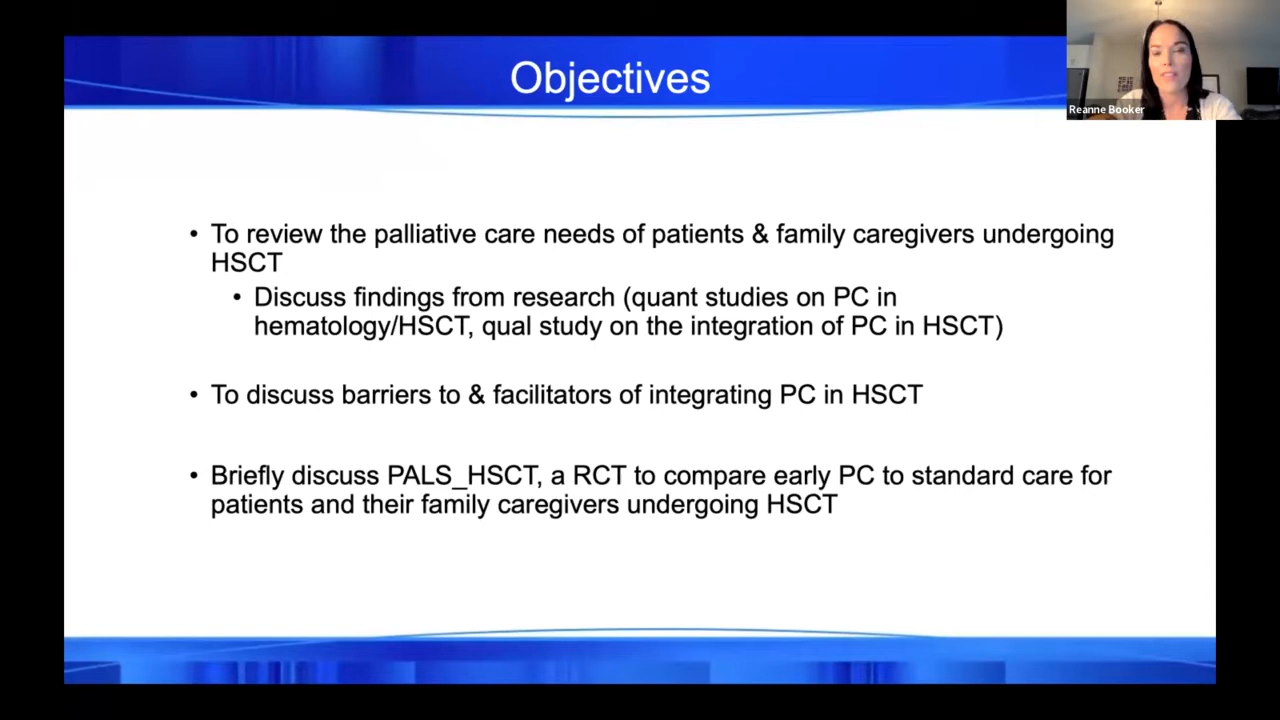 Objectives
Reanne Booker
• To review the palliative care needs of patients & family caregivers undergoing
HSCT
• Discuss findings from research (quant studies on PC in
hematology/HSCT, qual study on the integration of PC in HSCT)
• To discuss barriers to & facilitators of integrating PC in HSCT
• Briefly discuss PALS_HSCT, a RCT to compare early PC to standard care for
patients and their family caregivers undergoing HSCT